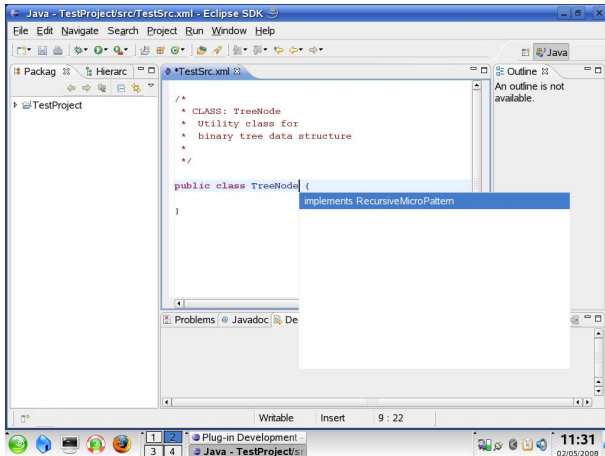 Java - TestProject/src/TestSrc.xml - Eclipse SDK
File Edit Navigate Search Project Run Window Help
Java
Packag Hierarc
*TestSrc.xml
Outline
An outline is not
available.
TestProject
/*
* CLASS: TreeNode
* Utility class for
* binary tree data structure
*
*/
public class TreeNode {
implements RecursiveMicroPattern
}
Problems Javadoc De
Writable Insert 9 : 22
1 2
3 4
Plug-in Development -
Java - TestProject/sr
11:31
02/05/2008